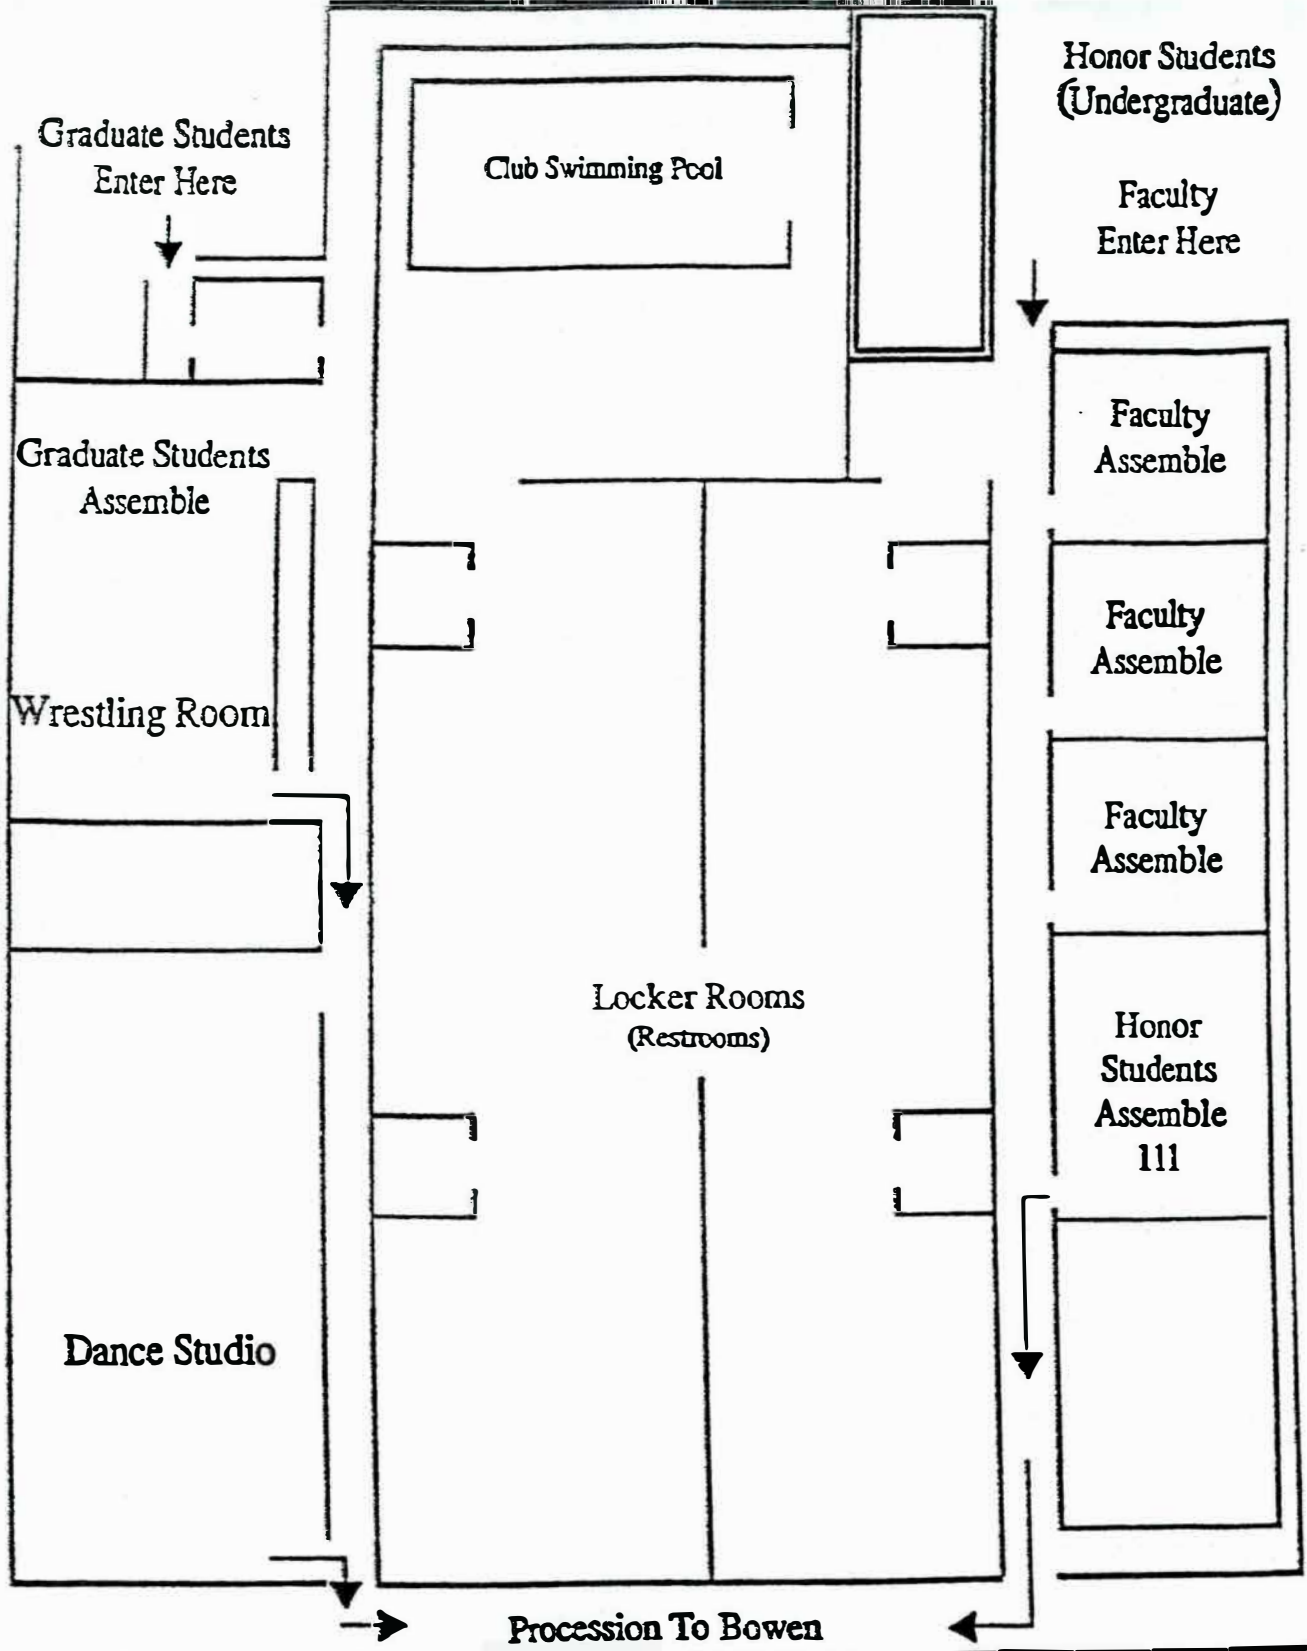 Honor Students
(Undergraduate)
Graduate Students
Enter Here
Club Swimming Pool
Faculty
Enter Here
Faculty
Assemble
Graduate Students
Assemble
Faculty
Assemble
Wrestling Room
Faculty
Assemble
Locker Rooms
(Restrooms)
Honor
Students
Assemble
111
Dance Studio
Procession To Bowen